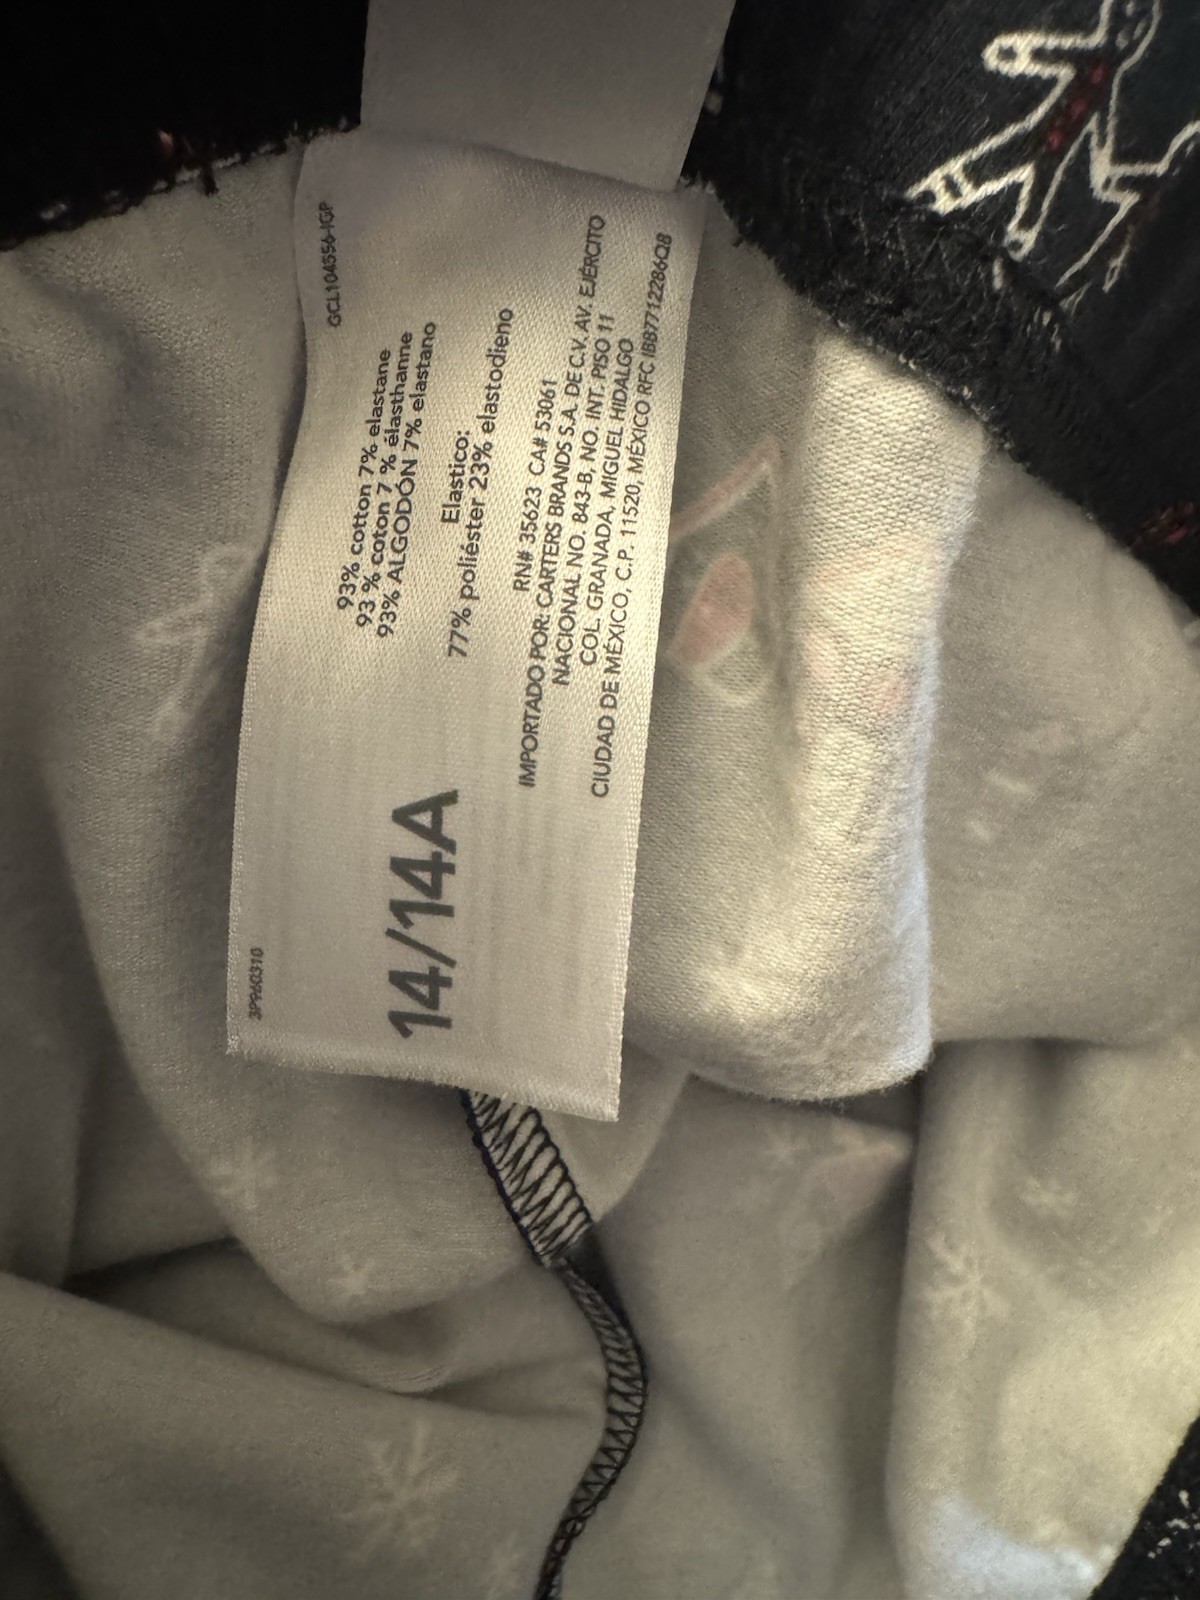 GCL104556-IGP
93% cotton 7% elastane
93 % coton 7 % élasthanne
93% ALGODÓN 7% elastano
Elastico:
77% poliéster 23% elastodieno
RN# 35623 CA# 53061
IMPORTADO POR: CARTERS BRANDS S.A. DE C.V. AV. EJÉRCITO
NACIONAL NO. 843-B, NO. INT. PISO 11
COL. GRANADA, MIGUEL HIDALGO
CIUDAD DE MÉXICO, C.P. 11520, MÉXICO RFC IBB7712286Q8
14/14A
3P960310